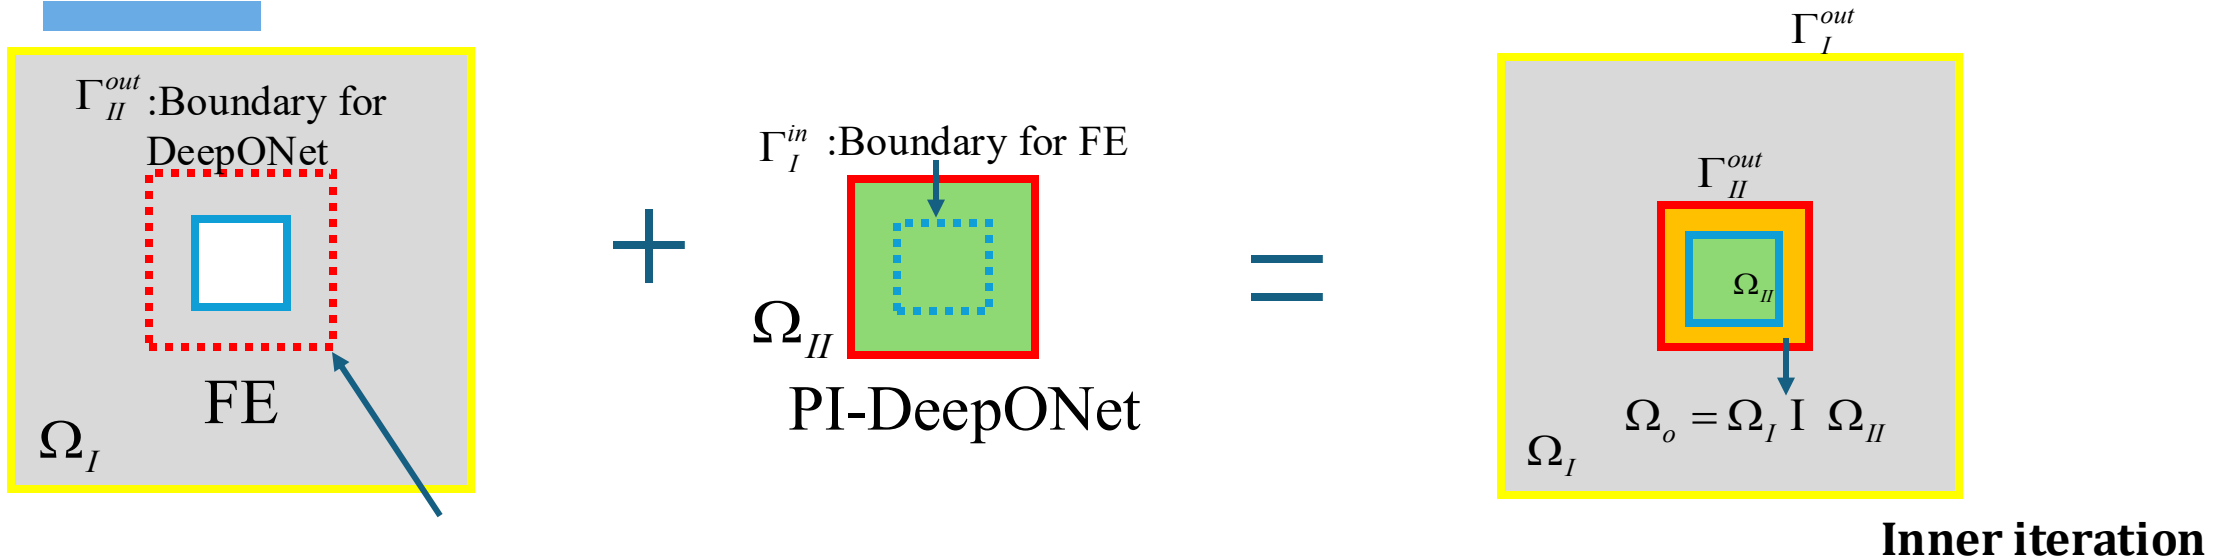 Γ_II^out :Boundary for
DeepONet
FE
Ω_I
Γ_I^in :Boundary for FE
Ω_II
PI-DeepONet
Γ_I^out
Γ_II^out
Ω_II
Ω_o = Ω_I I Ω_II
Ω_I
Inner iteration